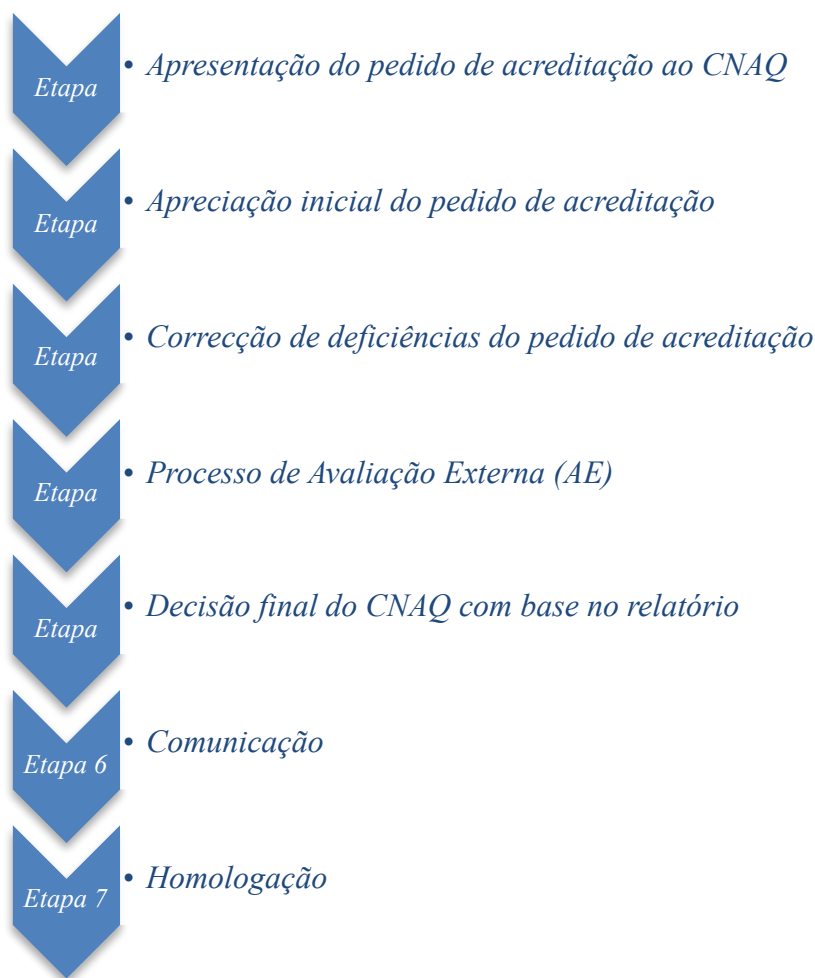 Etapa
• Apresentação do pedido de acreditação ao CNAQ
Etapa
• Apreciação inicial do pedido de acreditação
Etapa
• Correcção de deficiências do pedido de acreditação
Etapa
• Processo de Avaliação Externa (AE)
Etapa
• Decisão final do CNAQ com base no relatório
Etapa 6
• Comunicação
Etapa 7
• Homologação